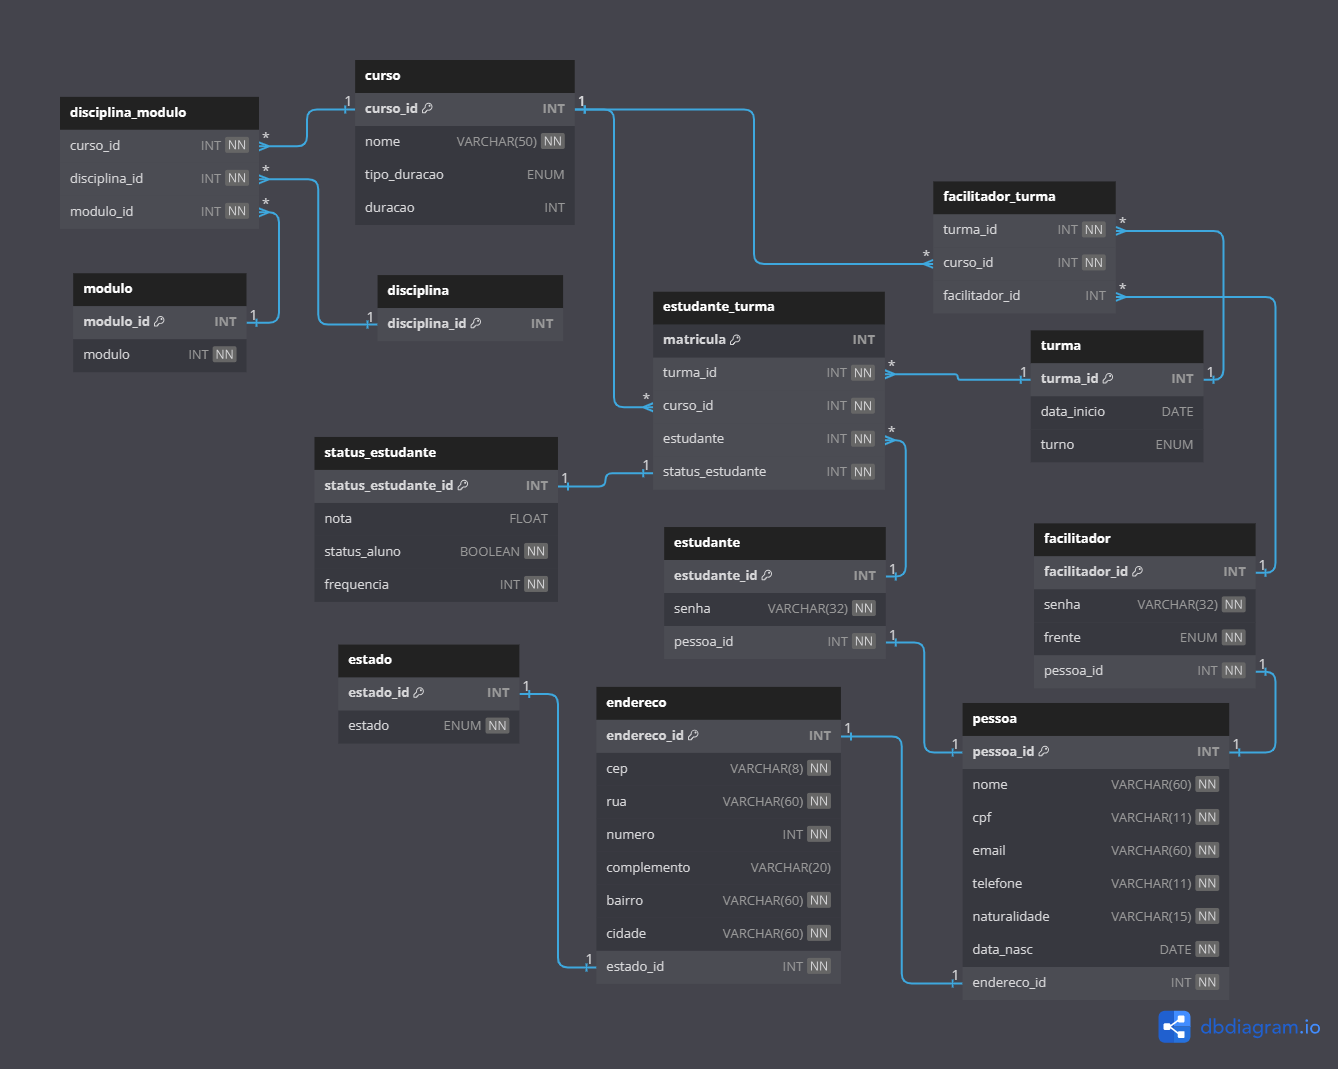 disciplina_modulo
curso_id INT NN
disciplina_id INT NN
modulo_id INT NN
curso
curso_id INT
nome VARCHAR(50) NN
tipo_duracao ENUM
duracao INT
modulo
modulo_id INT
modulo INT NN
disciplina
disciplina_id INT
facilitador_turma
turma_id INT NN
curso_id INT NN
facilitador_id INT
estudante_turma
matricula INT
turma_id INT NN
curso_id INT NN
estudante INT NN
status_estudante INT NN
turma
turma_id INT
data_inicio DATE
turno ENUM
status_estudante
status_estudante_id INT
nota FLOAT
status_aluno BOOLEAN NN
frequencia INT NN
estudante
estudante_id INT
senha VARCHAR(32) NN
pessoa_id INT NN
facilitador
facilitador_id INT
senha VARCHAR(32) NN
frente ENUM NN
pessoa_id INT NN
estado
estado_id INT
estado ENUM NN
endereco
endereco_id INT
cep VARCHAR(8) NN
rua VARCHAR(60) NN
numero INT NN
complemento VARCHAR(20)
bairro VARCHAR(60) NN
cidade VARCHAR(60) NN
estado_id INT NN
pessoa
pessoa_id INT
nome VARCHAR(60) NN
cpf VARCHAR(11) NN
email VARCHAR(60) NN
telefone VARCHAR(11) NN
naturalidade VARCHAR(15) NN
data_nasc DATE NN
endereco_id INT NN
1
*
*
*
1
1
1
*
*
*
*
1
1
*
*
1
1
1
1
1
1
1
1
1
1
1
1
dbdiagram.io